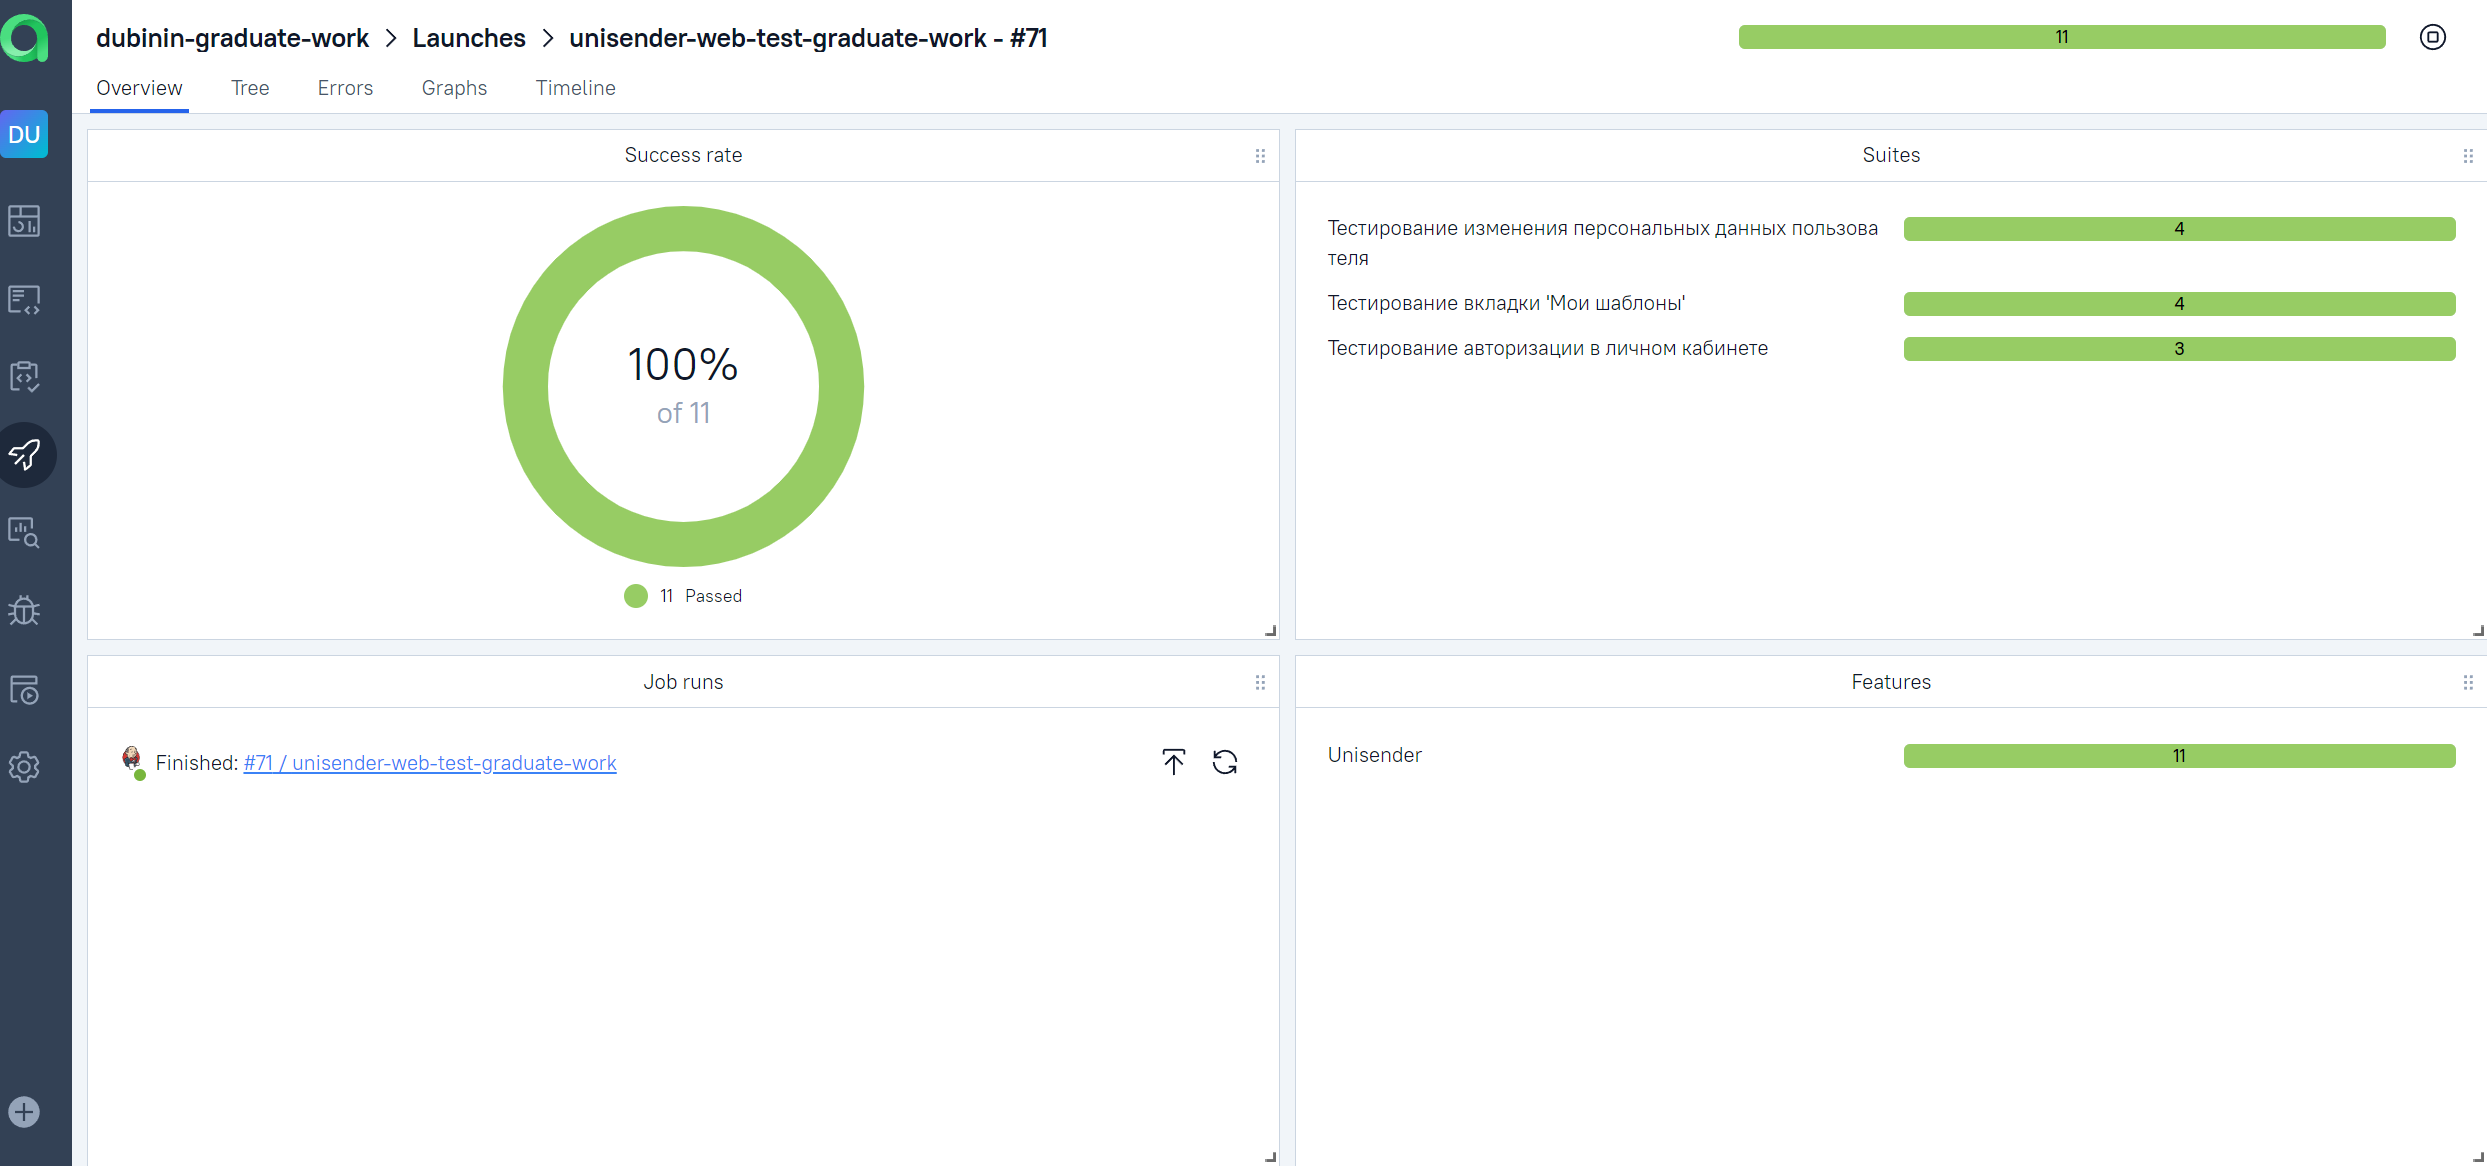 dubinin-graduate-work > Launches > unisender-web-test-graduate-work - #71
11
Overview Tree Errors Graphs Timeline
DU
Success rate
100%
of 11
11 Passed
Suites
Тестирование изменения персональных данных пользова
теля
4
Тестирование вкладки 'Мои шаблоны'
4
Тестирование авторизации в личном кабинете
3
Job runs
Finished: #71 / unisender-web-test-graduate-work
Features
Unisender
11